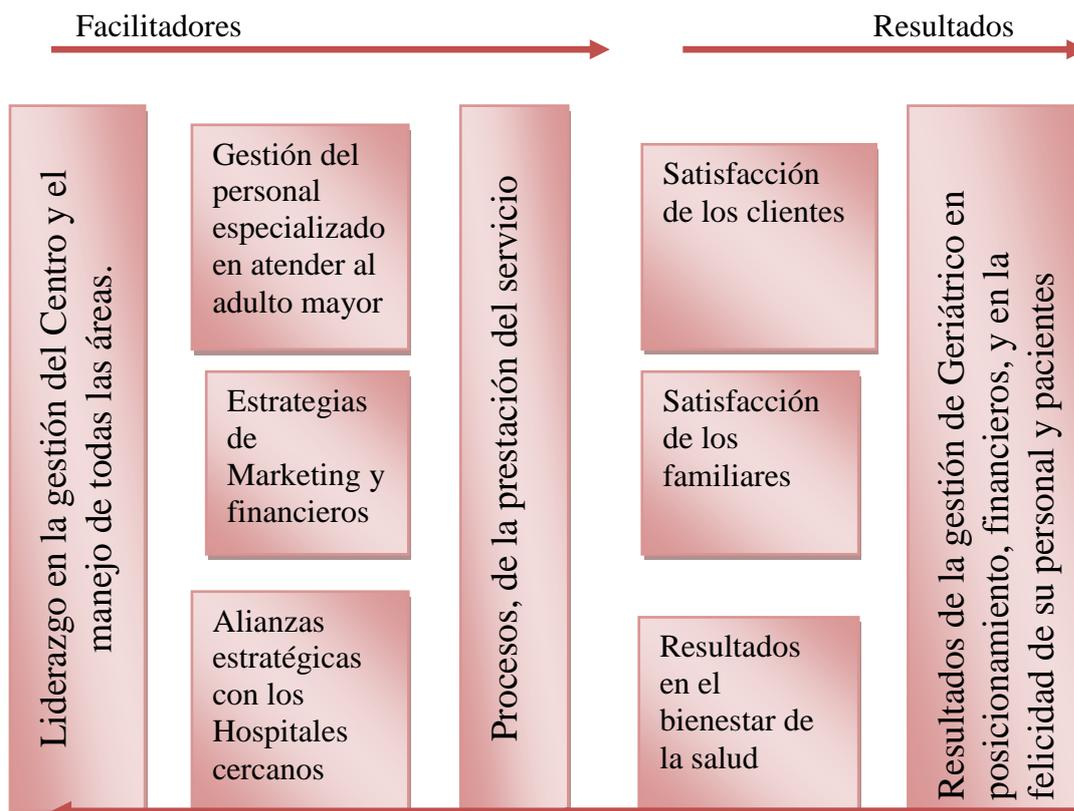 Facilitadores
Resultados
Liderazgo en la gestión del Centro y el
manejo de todas las áreas.
Gestión del
personal
especializado
en atender al
adulto mayor
Estrategias
de
Marketing y
financieros
Alianzas
estratégicas
con los
Hospitales
cercanos
Procesos, de la prestación del servicio
Satisfacción
de los clientes
Satisfacción
de los
familiares
Resultados
en el
bienestar de
la salud
Resultados de la gestión de Geriátrico en
posicionamiento, financieros, y en la
felicidad de su personal y pacientes